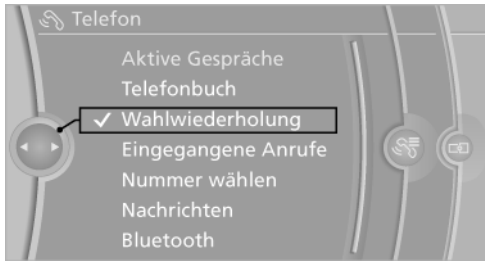 Telefon
Aktive Gespräche
Telefonbuch
Wahlwiederholung
Eingegangene Anrufe
Nummer wählen
Nachrichten
Bluetooth